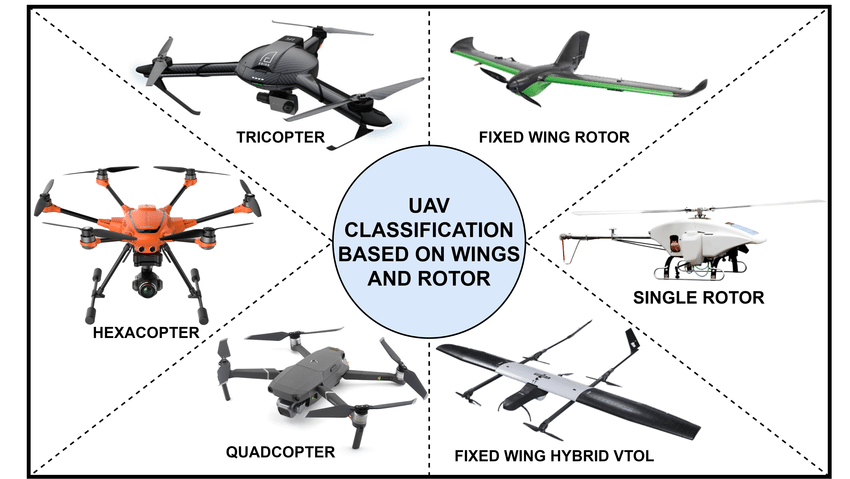 TRICOPTER
FIXED WING ROTOR
UAV
CLASSIFICATION
BASED ON WINGS
AND ROTOR
HEXACOPTER
SINGLE ROTOR
QUADCOPTER
FIXED WING HYBRID VTOL